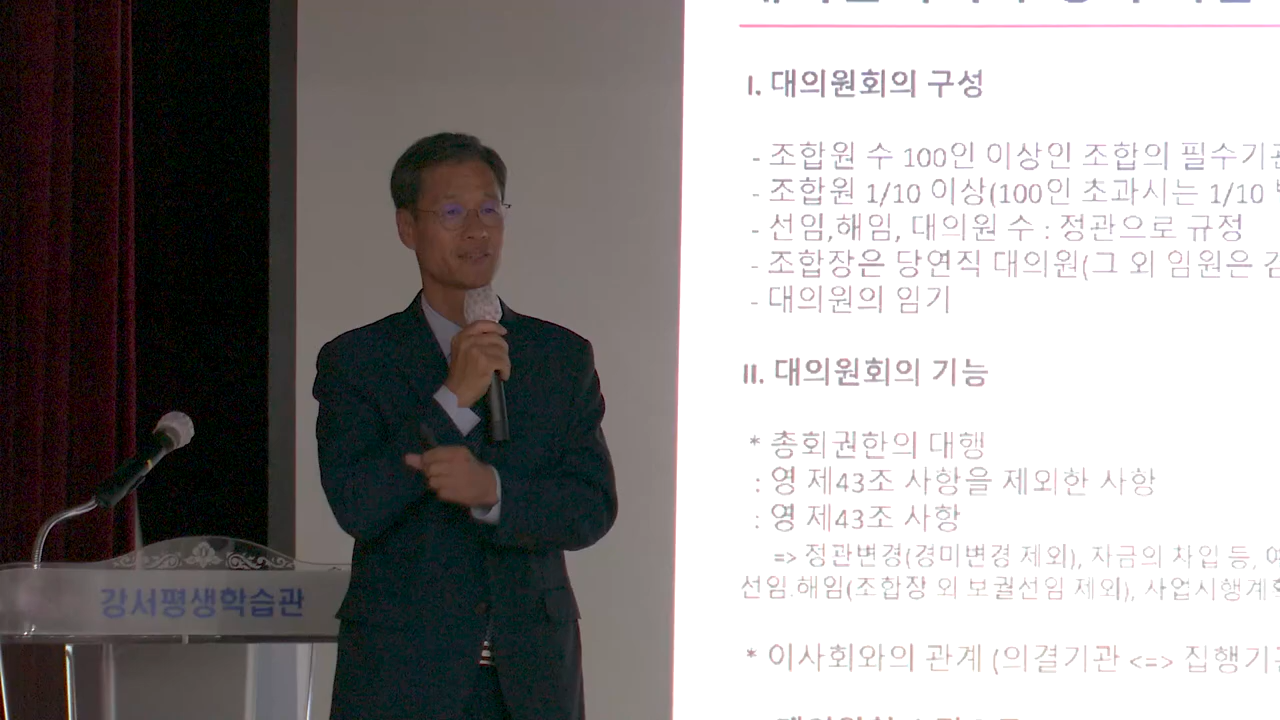 I. 대의원회의 구성
- 조합원 수 100인 이상인 조합의 필수기관
- 조합원 1/10 이상(100인 초과시는 1/10
- 선임,해임, 대의원 수 : 정관으로 규정
- 조합장은 당연직 대의원(그 외 임원은
- 대의원의 임기
II. 대의원회의 기능
* 총회권한의 대행
: 영 제43조 사항을 제외한 사항
: 영 제43조 사항
=> 정관변경(경미변경 제외), 자금의 차입 등,
선임.해임(조합장 외 보궐선임 제외), 사업시행계획
* 이사회와의 관계 (의결기관 <=> 집행기관
강서평생학습관